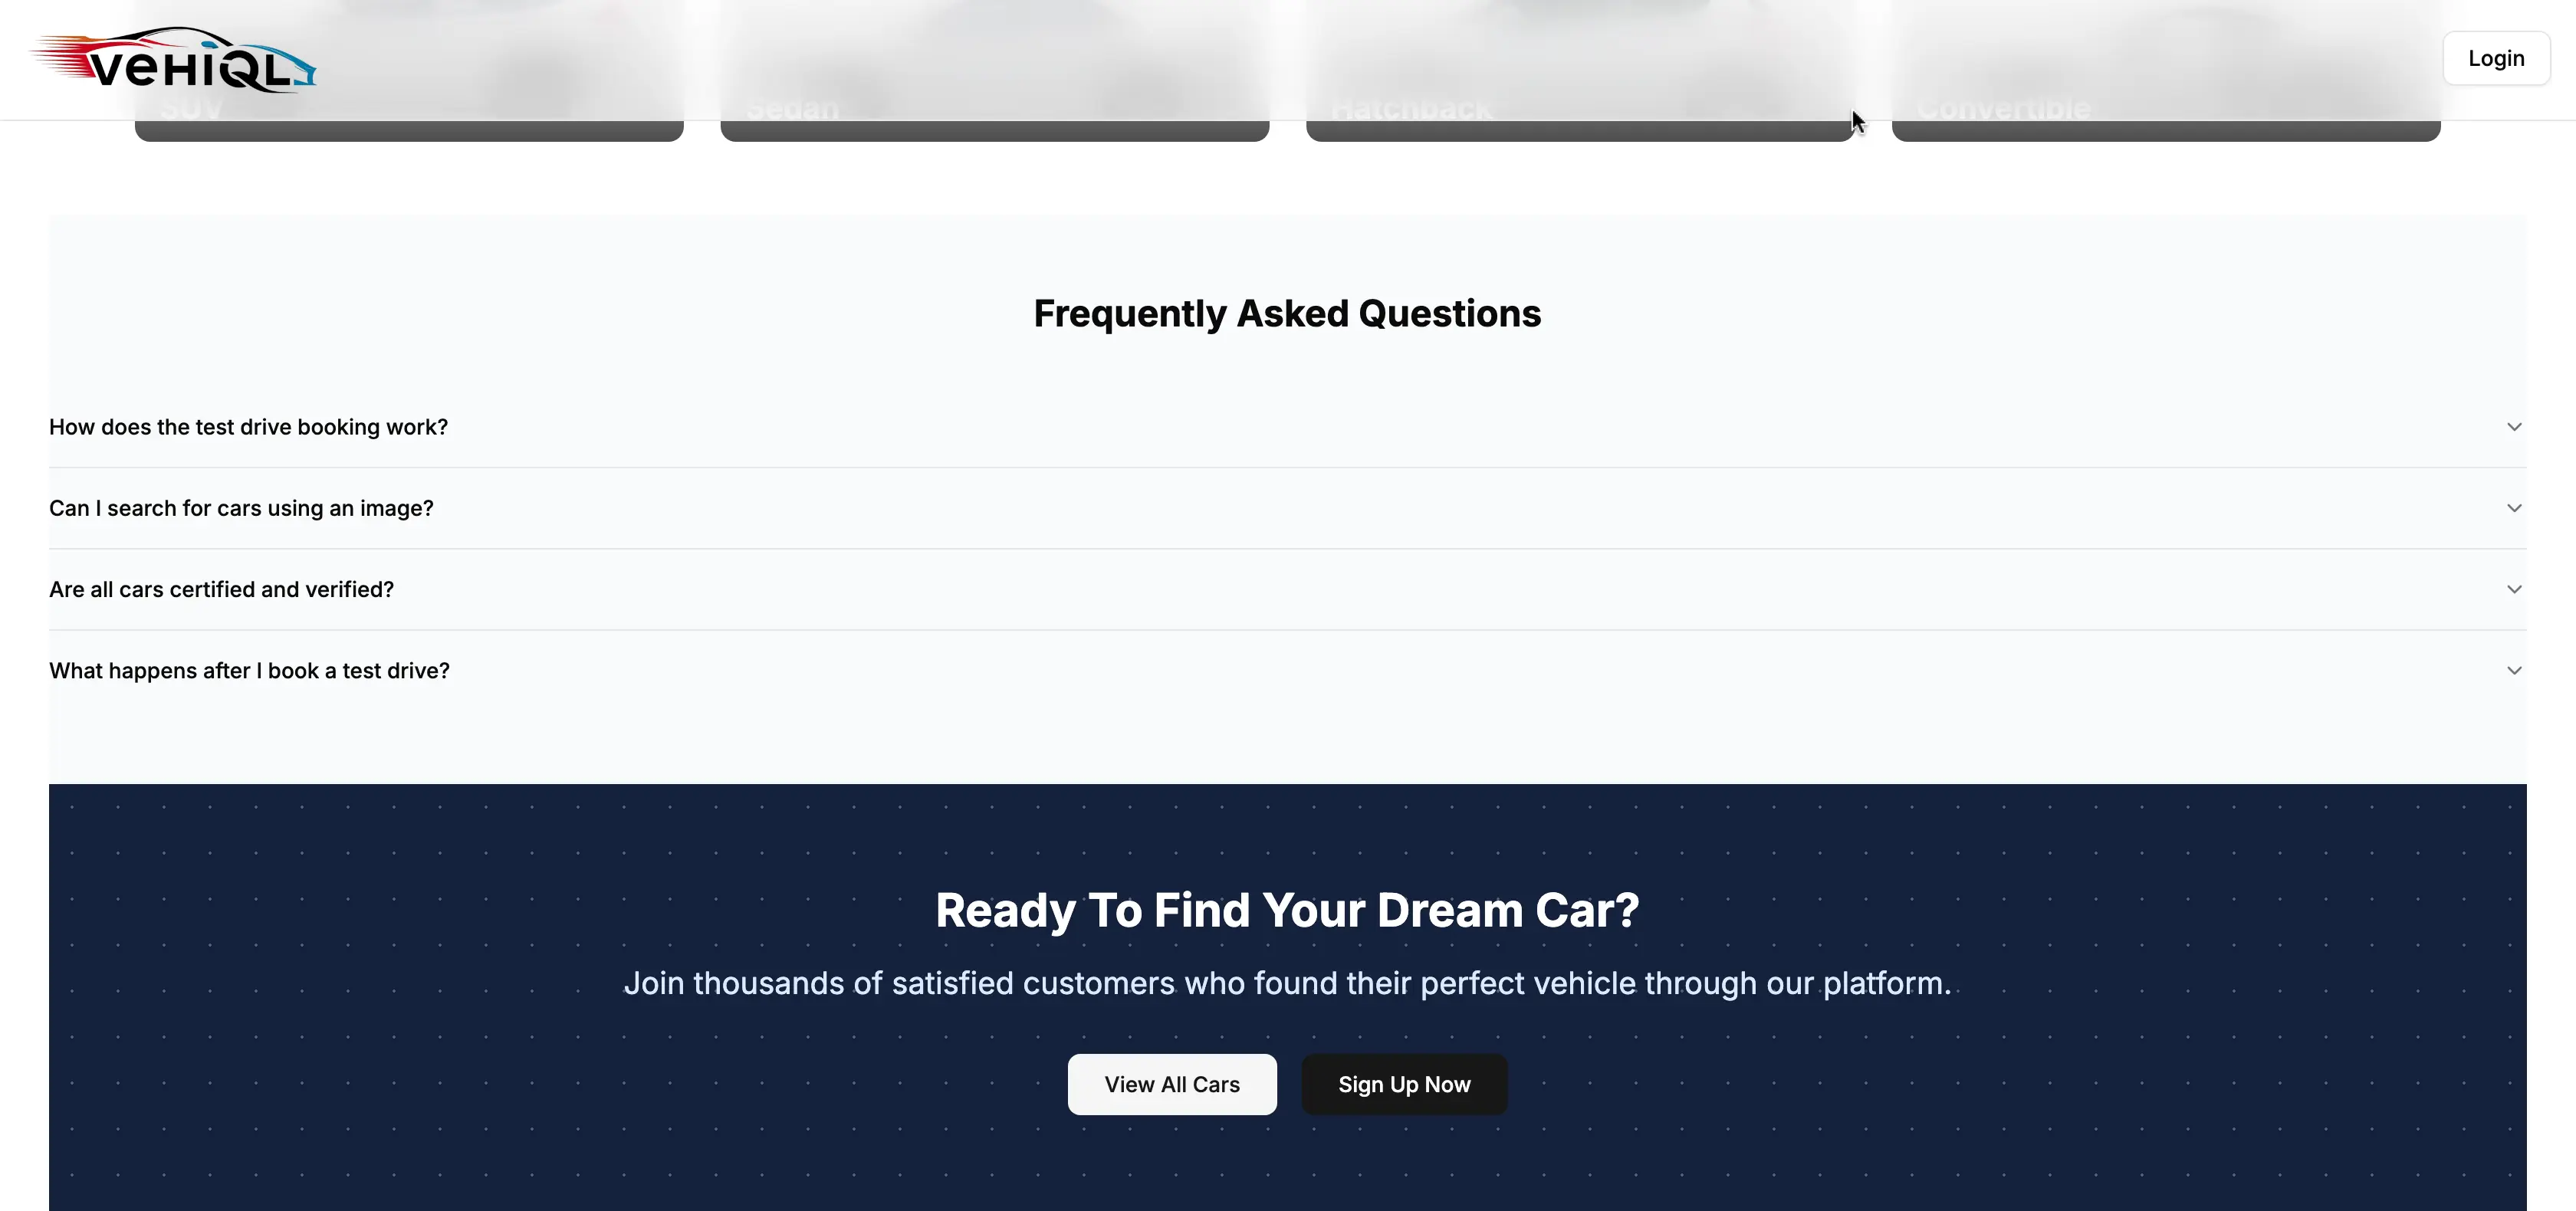 VEHIQL
Login
SUV
Sedan
Hatchback
Convertible
Frequently Asked Questions
How does the test drive booking work?
Can I search for cars using an image?
Are all cars certified and verified?
What happens after I book a test drive?
Ready To Find Your Dream Car?
Join thousands of satisfied customers who found their perfect vehicle through our platform.
View All Cars
Sign Up Now